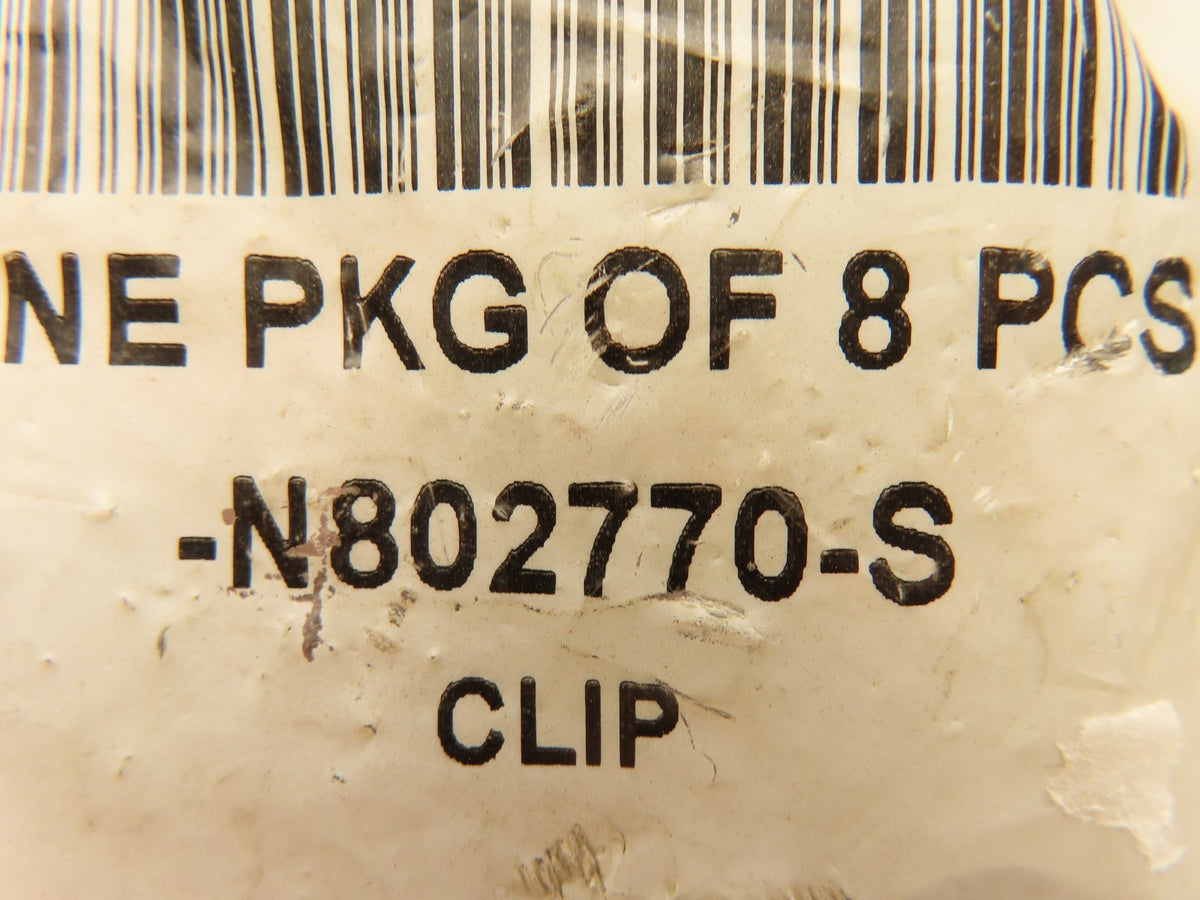 NE PKG OF 8 PCS
-N802770-S
CLIP